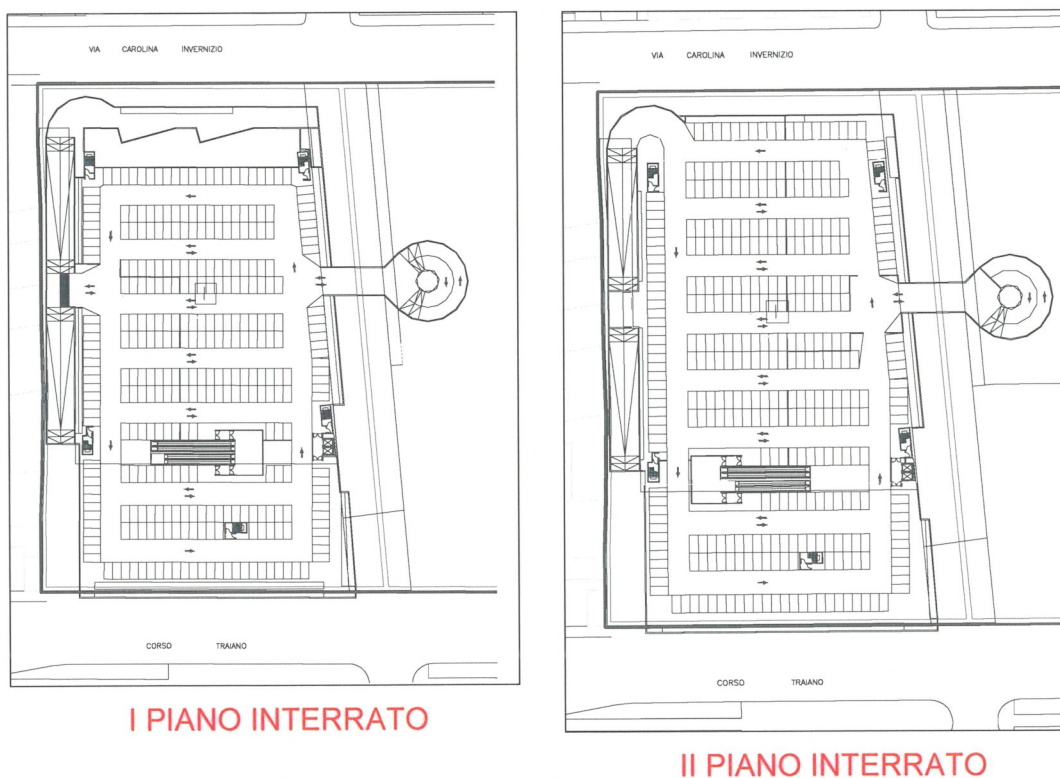 VIA CAROLINA INVERNIZIO
CORSO TRAIANO
I PIANO INTERRATO
VIA CAROLINA INVERNIZIO
CORSO TRAIANO
II PIANO INTERRATO